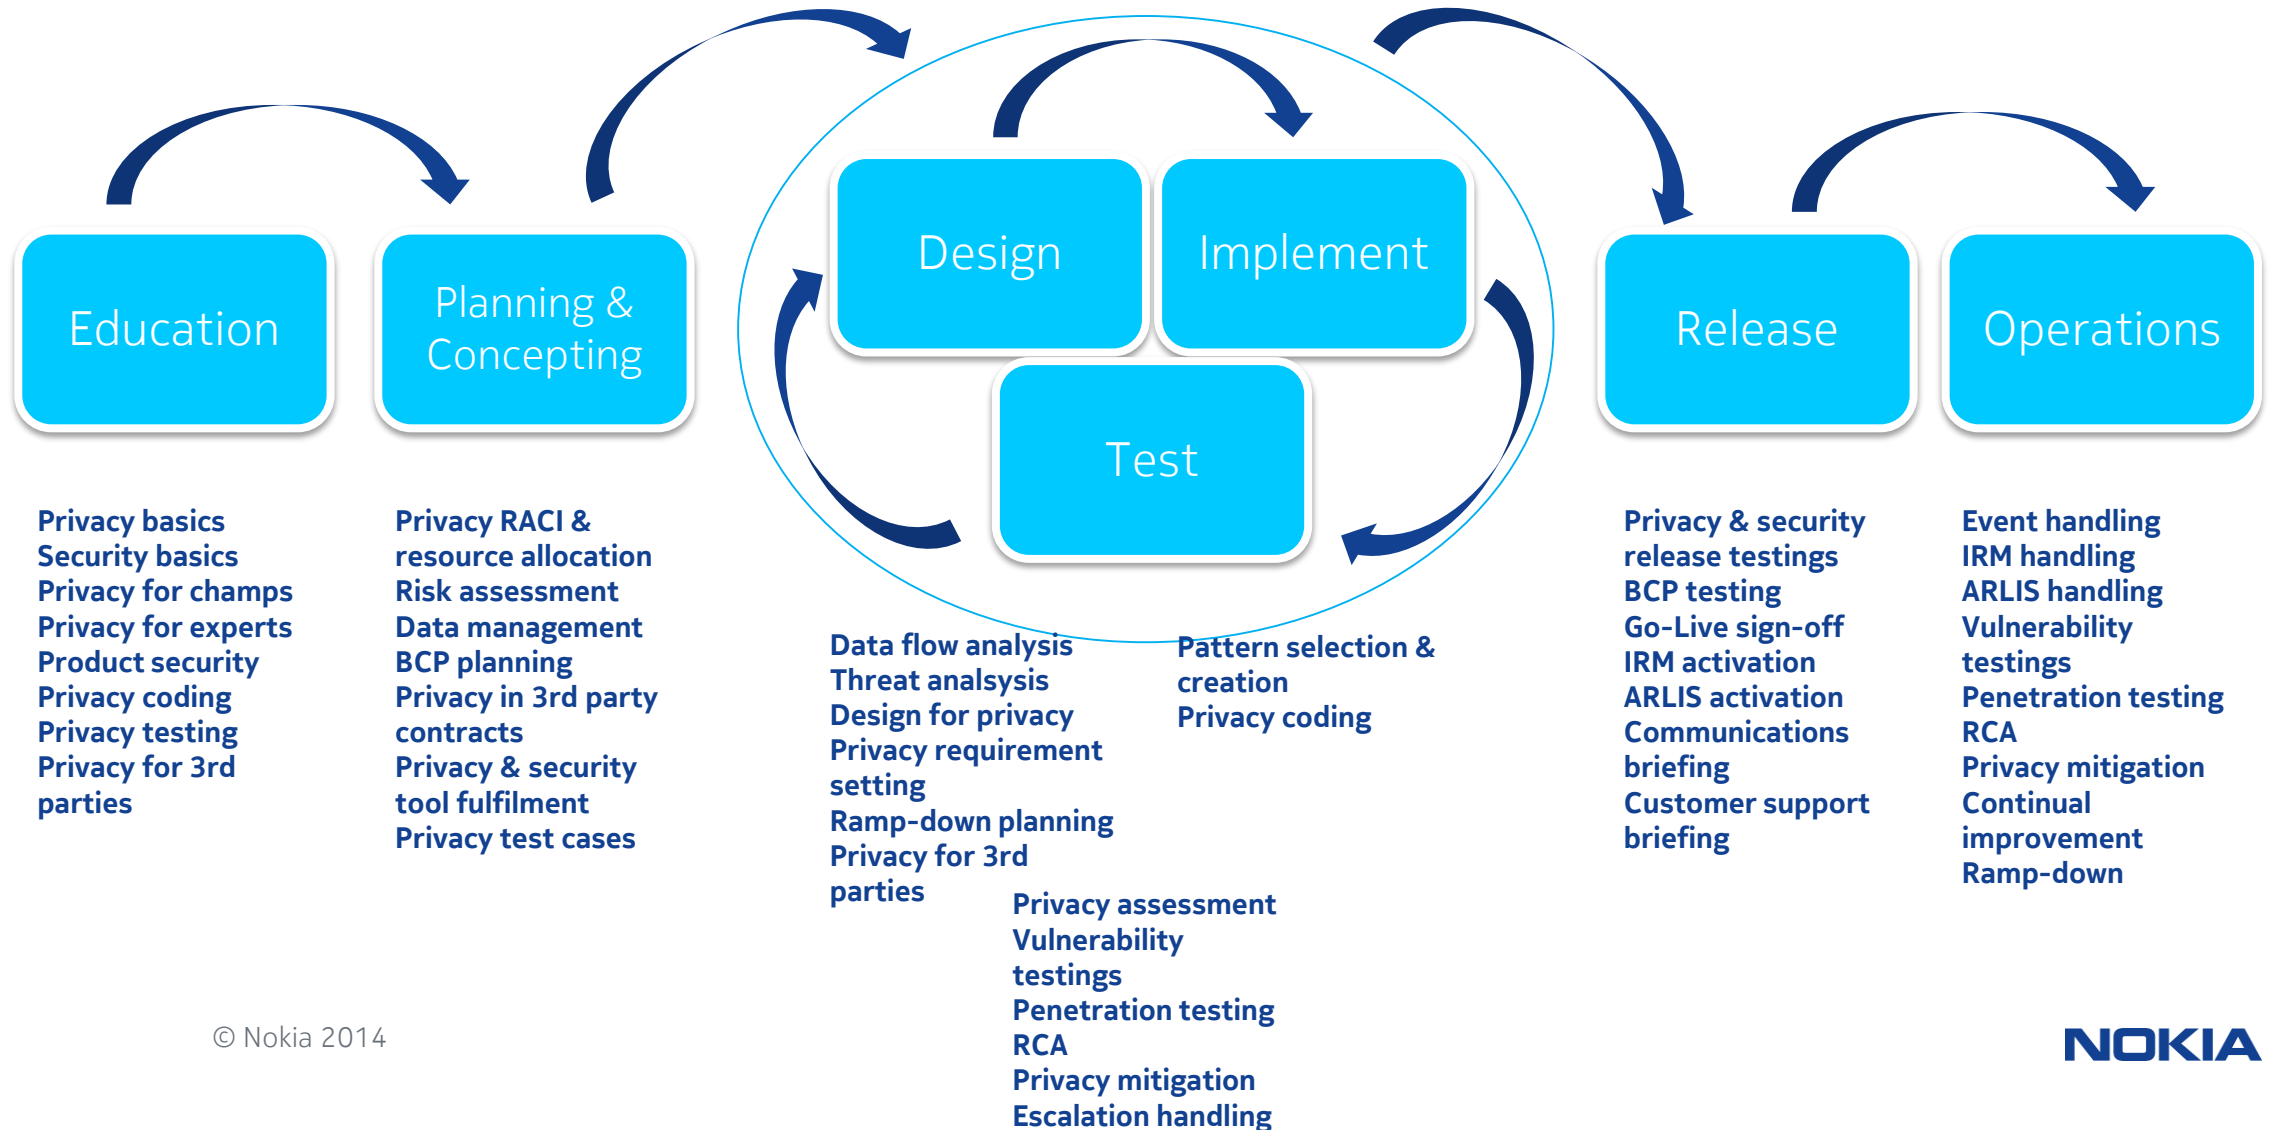 Education
Planning &
Concepting
Design
Implement
Test
Release
Operations
Privacy basics
Security basics
Privacy for champs
Privacy for experts
Product security
Privacy coding
Privacy testing
Privacy for 3rd
parties
Privacy RACI &
resource allocation
Risk assessment
Data management
BCP planning
Privacy in 3rd party
contracts
Privacy & security
tool fulfilment
Privacy test cases
Data flow analysis
Threat analsysis
Design for privacy
Privacy requirement
setting
Ramp-down planning
Privacy for 3rd
parties
Pattern selection &
creation
Privacy coding
Privacy assessment
Vulnerability
testings
Penetration testing
RCA
Privacy mitigation
Escalation handling
Privacy & security
release testings
BCP testing
Go-Live sign-off
IRM activation
ARLIS activation
Communications
briefing
Customer support
briefing
Event handling
IRM handling
ARLIS handling
Vulnerability
testings
Penetration testing
RCA
Privacy mitigation
Continual
improvement
Ramp-down
© Nokia 2014
NOKIA